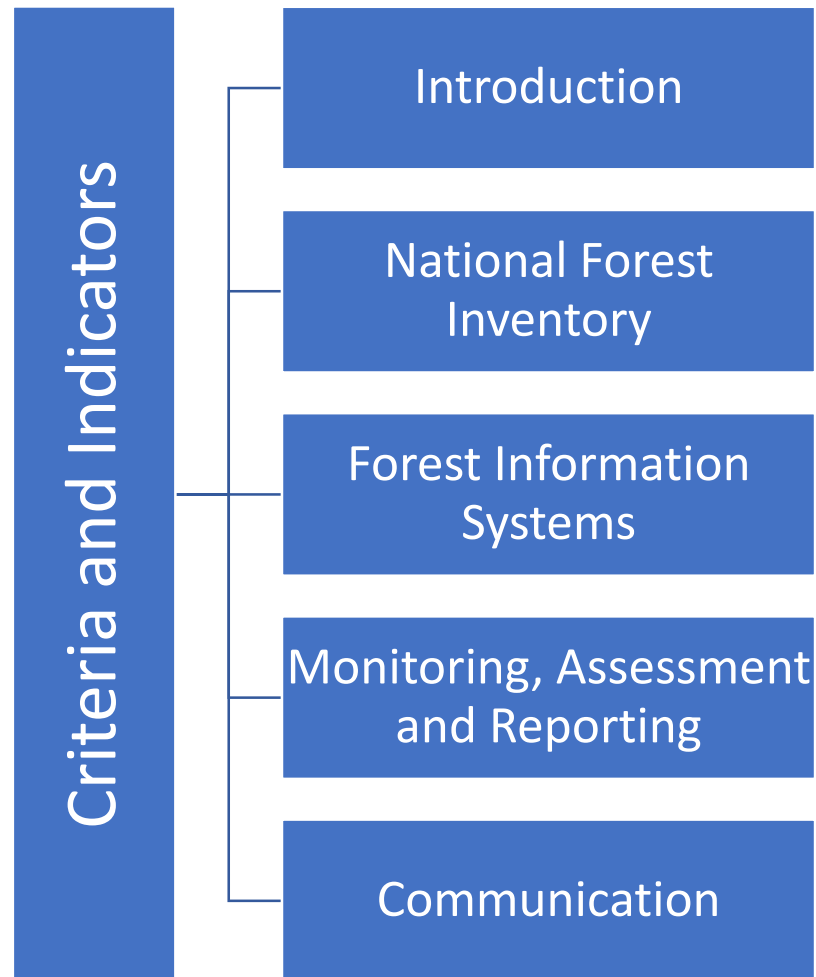 Criteria and Indicators
Introduction
National Forest
Inventory
Forest Information
Systems
Monitoring, Assessment
and Reporting
Communication